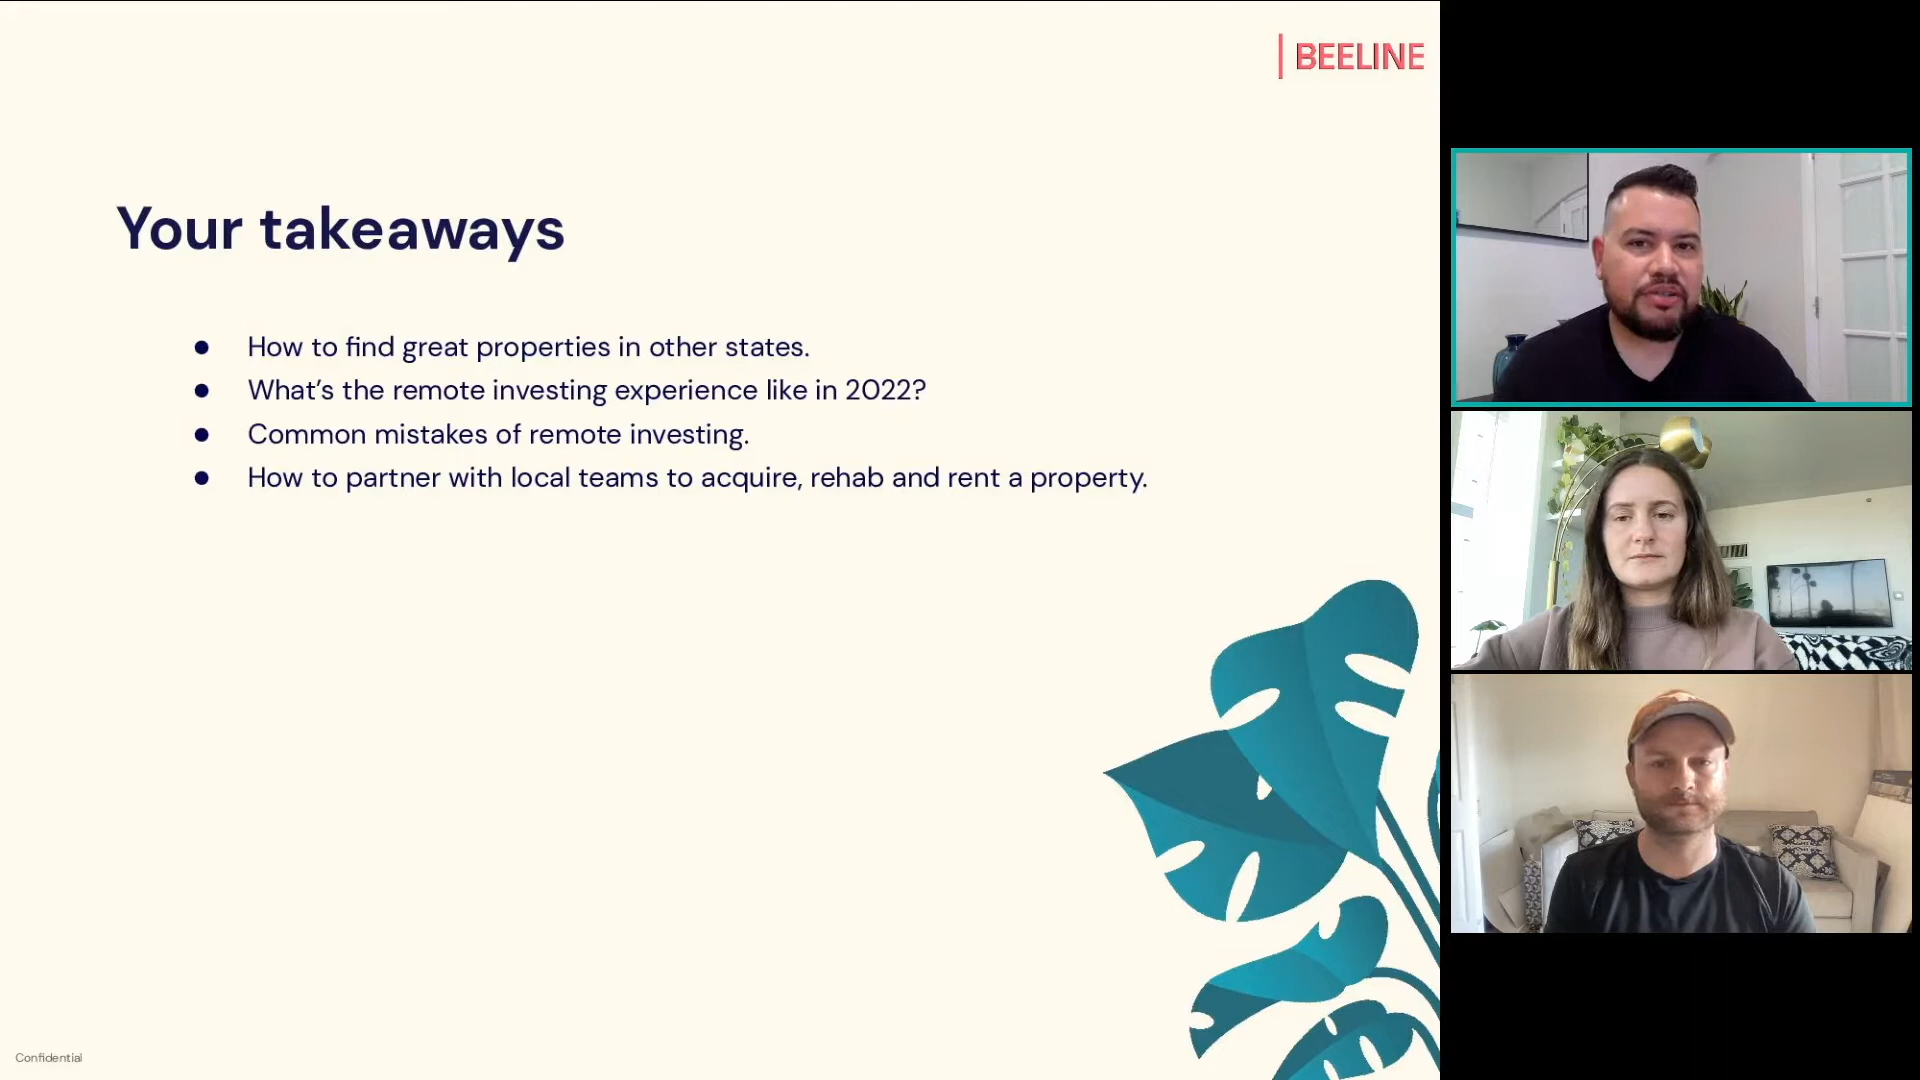 BEELINE
Your takeaways
● How to find great properties in other states.
● What’s the remote investing experience like in 2022?
● Common mistakes of remote investing.
● How to partner with local teams to acquire, rehab and rent a property.
Confidential